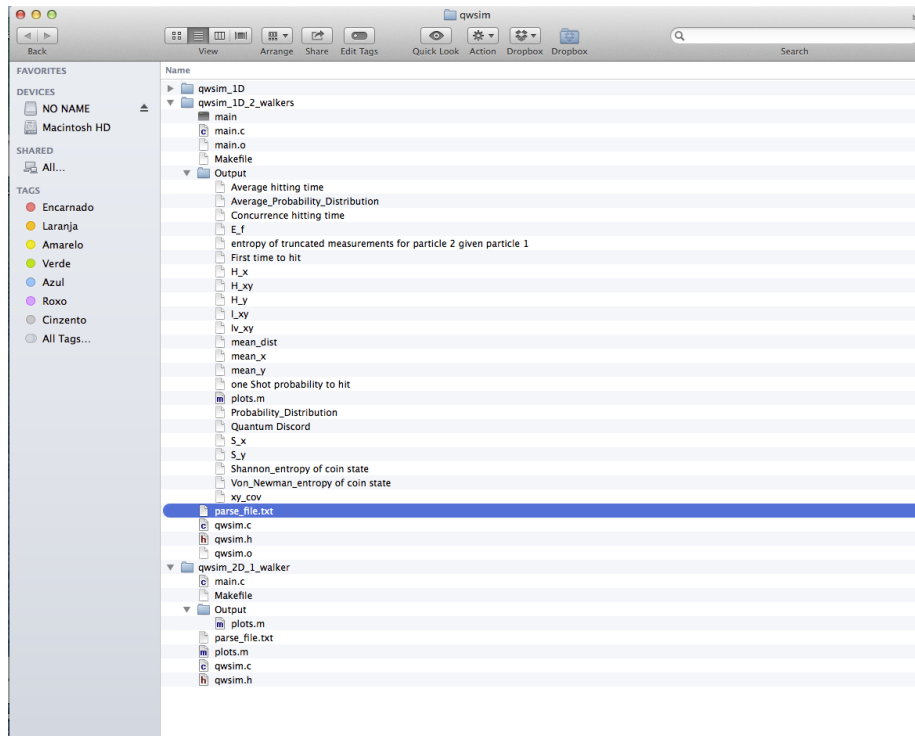 qwsim
Back View Arrange Share Edit Tags Quick Look Action Dropbox Dropbox Search
FAVORITES
DEVICES
NO NAME
Macintosh HD
SHARED
All...
TAGS
Encarnado
Laranja
Amarelo
Verde
Azul
Roxo
Cinzento
All Tags...
Name
qwsim_1D
qwsim_1D_2_walkers
main
main.c
main.o
Makefile
Output
Average hitting time
Average_Probability_Distribution
Concurrence hitting time
E_f
entropy of truncated measurements for particle 2 given particle 1
First time to hit
H_x
H_xy
H_y
I_xy
Iv_xy
mean_dist
mean_x
mean_y
one Shot probability to hit
plots.m
Probability_Distribution
Quantum Discord
S_x
S_y
Shannon_entropy of coin state
Von_Newman_entropy of coin state
xy_cov
parse_file.txt
qwsim.c
qwsim.h
qwsim.o
qwsim_2D_1_walker
main.c
Makefile
Output
plots.m
parse_file.txt
plots.m
qwsim.c
qwsim.h